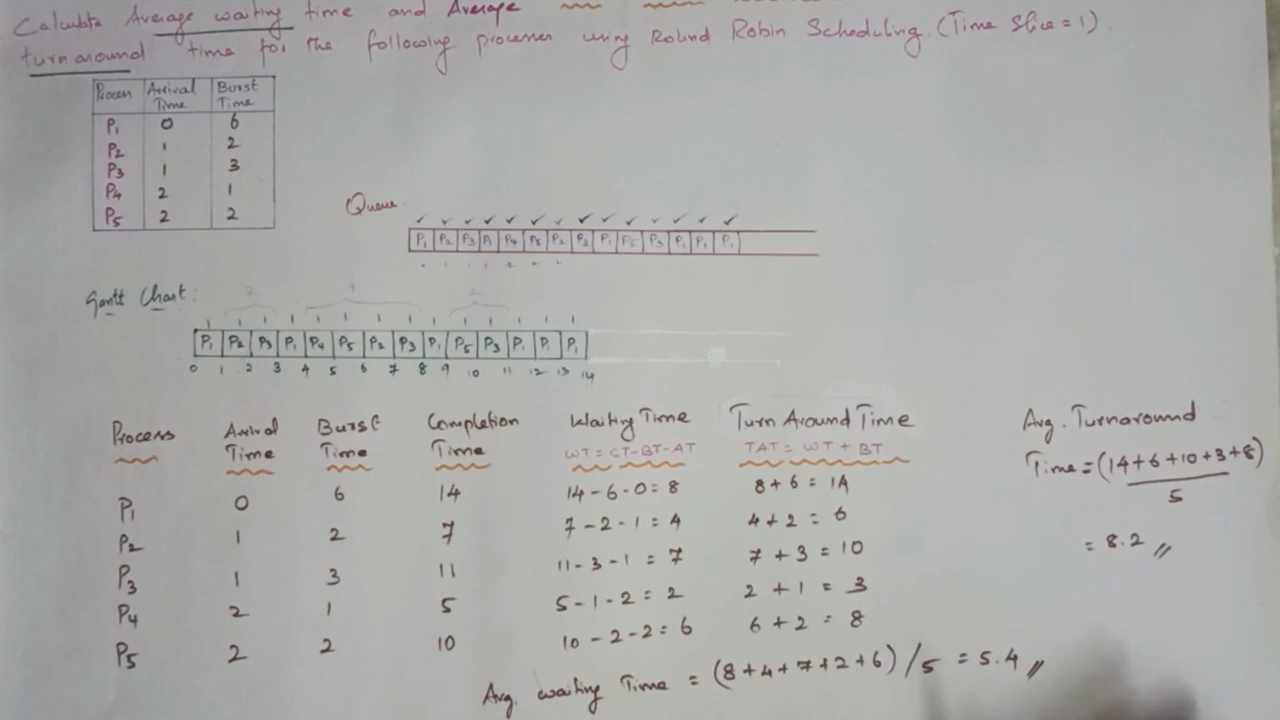 Calculate Average waiting time and Average
turnaround time for the following processes using Round Robin Scheduling. (Time Slice = 1)
Process Arrival Time Burst Time
P1 0 6
P2 1 2
P3 1 3
P4 2 1
P5 2 2
Queue
✓ ✓ ✓ ✓ ✓ ✓ ✓ ✓ ✓ ✓ ✓ ✓ ✓ ✓
P1 P2 P3 P1 P4 P5 P2 P3 P1 P5 P3 P1 P1 P1
Gantt Chart:
P1 P2 P3 P1 P4 P5 P2 P3 P1 P5 P3 P1 P1 P1
0 1 2 3 4 5 6 7 8 9 10 11 12 13 14
Process Arrival Time Burst Time Completion Time Waiting Time WT = CT-BT-AT Turn Around Time TAT = WT + BT
P1 0 6 14 14 - 6 - 0 = 8 8 + 6 = 14
P2 1 2 7 7 - 2 - 1 = 4 4 + 2 = 6
P3 1 3 11 11 - 3 - 1 = 7 7 + 3 = 10
P4 2 1 5 5 - 1 - 2 = 2 2 + 1 = 3
P5 2 2 10 10 - 2 - 2 = 6 6 + 2 = 8
Avg. waiting Time = (8+4+7+2+6)/5 = 5.4
Avg. Turnaround
Time = (14+6+10+3+8)
5
= 8.2